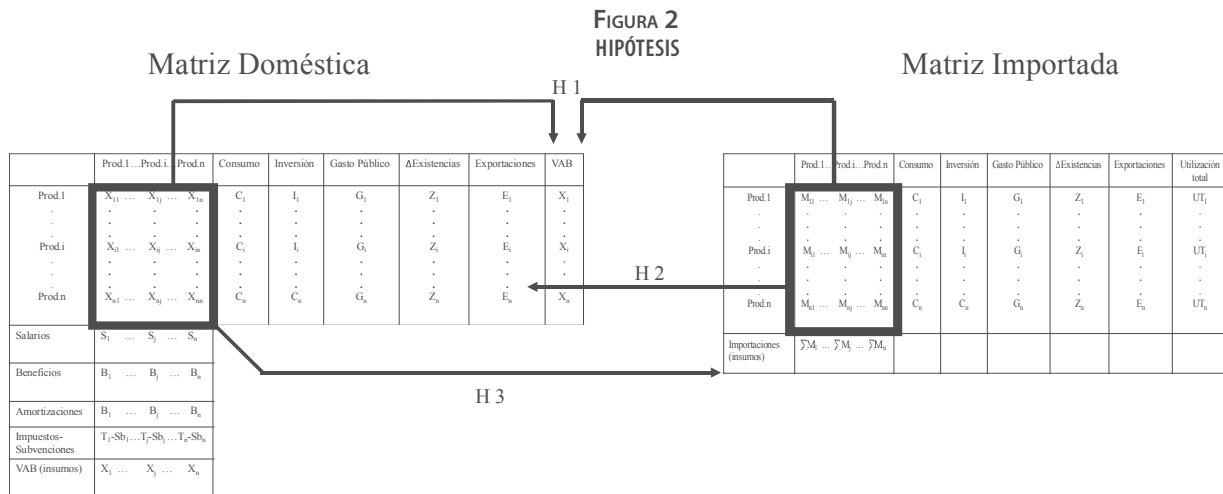 FIGURA 2
HIPÓTESIS
Matriz Doméstica
Matriz Importada
H 1
Prod.1…Prod.i…Prod.n Consumo Inversión Gasto Público ΔExistencias Exportaciones VAB
Prod.1 X11 … X1j … X1n C1 I1 G1 Z1 E1 X1
. . . . . . . . . .
. . . . . . . . . .
Prod.i Xi1 … Xij … Xin Ci Ii Gi Zi Ei Xi
. . . . . . . . . .
. . . . . . . . . .
Prod.n Xn1 … Xnj … Xnn Cn Cn Gn Zn En Xn
Salarios S1 … Sj … Sn
Beneficios B1 … Bj … Bn
Amortizaciones B1 … Bj … Bn
Impuestos- T1-Sb1…Tj-Sbj…Tn-Sbn
Subvenciones
VAB (insumos) X1 … Xj … Xn
H 2
H 3
Prod.1…Prod.i…Prod.n Consumo Inversión Gasto Público ΔExistencias Exportaciones Utilización
total
Prod.1 M11 … M1j … M1n C1 I1 G1 Z1 E1 UT1
. . . . . . . . . .
. . . . . . . . . .
Prod.i Mi1 … Mij … Min Ci Ii Gi Zi Ei UTi
. . . . . . . . . .
. . . . . . . . . .
Prod.n Mn1 … Mnj … Mnn Cn Cn Gn Zn En UTn
Importaciones ∑M1 … ∑Mj … ∑Mn
(insumos)